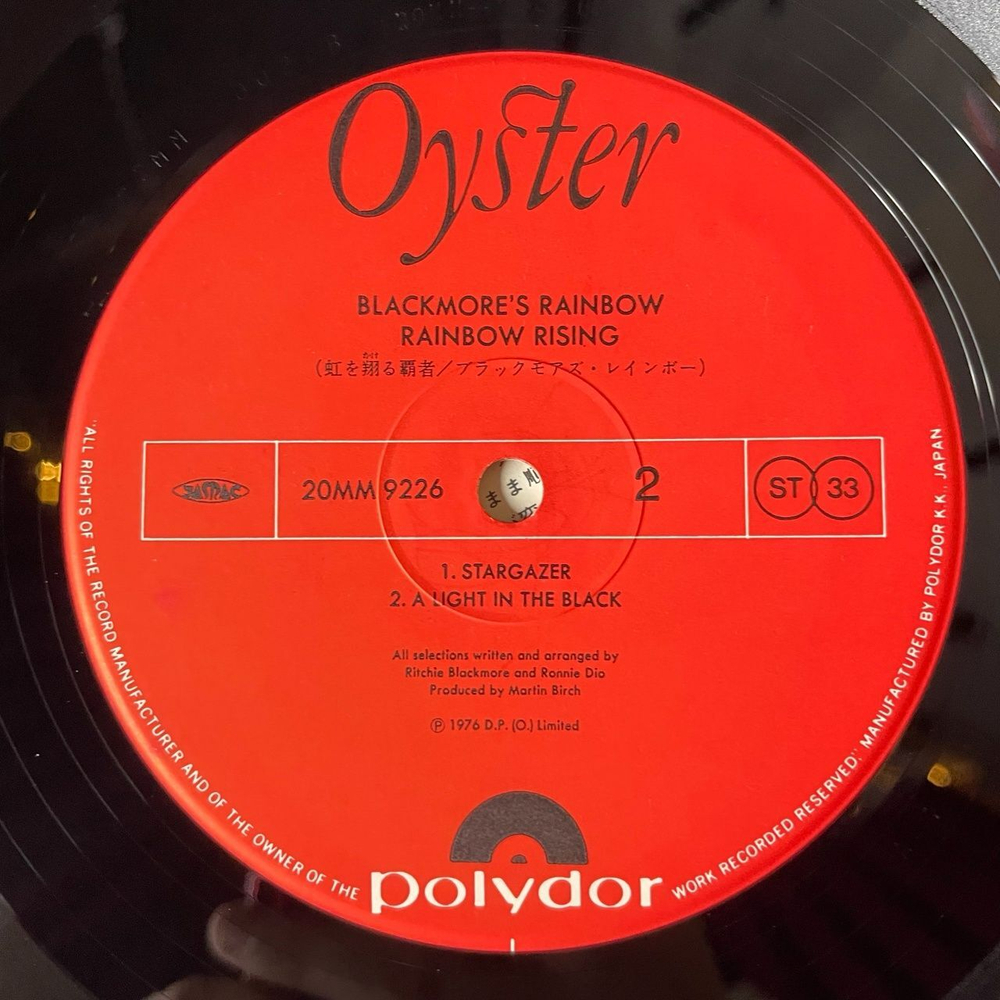 Oyster
BLACKMORE'S RAINBOW
RAINBOW RISING
(虹を翔る覇者/ブラックモアズ・レインボー)
かけ
JASRAC
20MM 9226
2
ST 33
1. STARGAZER
2. A LIGHT IN THE BLACK
All selections written and arranged by
Ritchie Blackmore and Ronnie Dio
Produced by Martin Birch
Ⓟ 1976 D.P. (O.) Limited
polydor
"ALL RIGHTS OF THE RECORD MANUFACTURER AND OF THE OWNER OF THE WORK RECORDED RESERVED." MANUFACTURED BY POLYDOR K.K. JAPAN